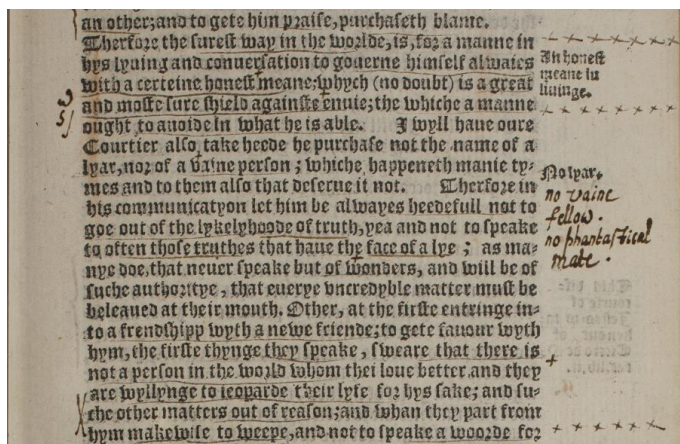 an other; and to gete him praise, purchaseth blame.
Therfore the surest way in the worlde, is, for a manne in
hys lyuing and conuersation to gouerne himself alwaies
with a certeine honest meane, whych (no doubt) is a great
and moste sure shield againste enuie; the whiche a manne
ought to auoide in what he is able. I wyll haue oure
Courtier also take heede he purchase not the name of a
lyar, nor of a vaine person; whiche happeneth manie ty-
mes and to them also that deserue it not. Therfore in
his communicatyon let him be alwayes heedefull not to
goe out of the lykelyhoode of truth, yea and not to speake
to often those truthes that haue the face of a lye; as ma-
nye doe, that neuer speake but of wonders, and will be of
suche authoritye, that euerye vncredyble matter must be
beleaued at their mouth. Other, at the firste entringe in-
to a frendshipp wyth a newe friende; to gete fauour wyth
hym, the firste thynge they speake, sweare that there is
not a person in the world whom thei loue better, and they
are wyllynge to ieoparde their lyfe for hys sake; and su-
che other matters out of reason; and whan they part from
hym make wise to weepe, and not to speake a woorde for
An honest
meane in
liuinge.
No lyar.
no vaine
fellow.
no phantastical
mate.